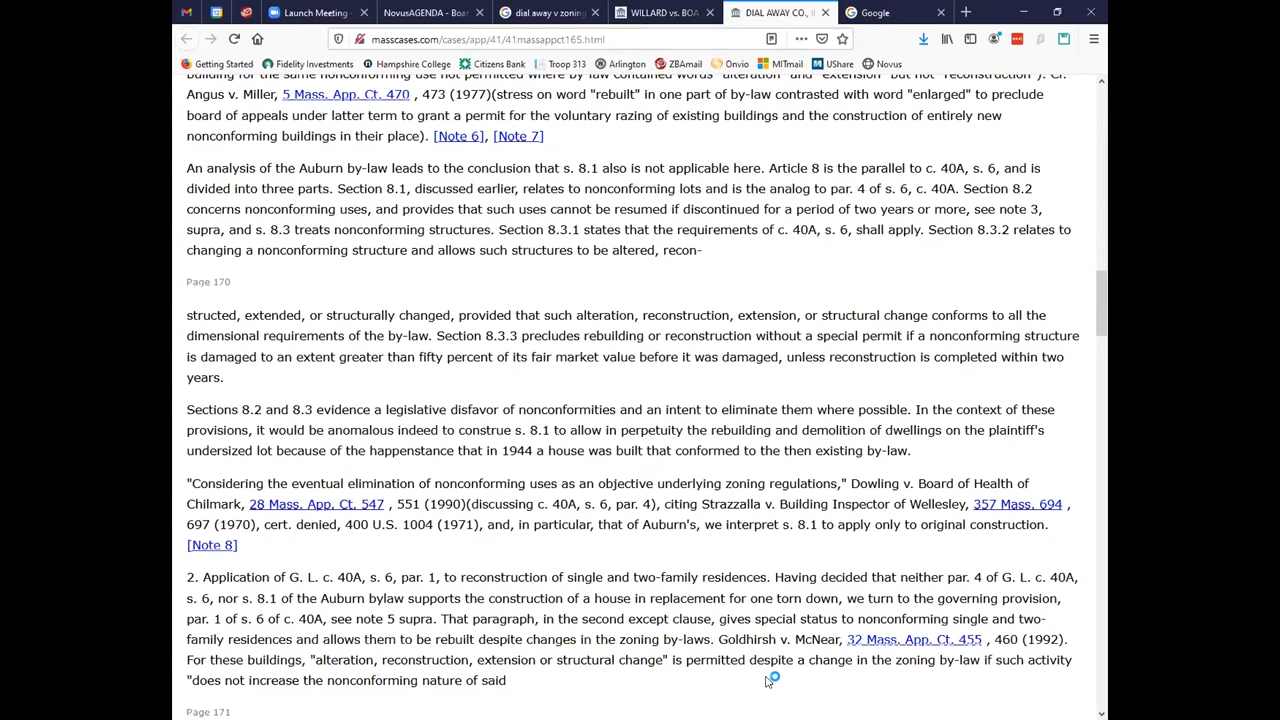 Launch Meeting -
NovusAGENDA - Boar
dial away v zoning
WILLARD vs. BOA
DIAL AWAY CO., I
Google
masscases.com/cases/app/41/41massappct165.html
Getting Started
Fidelity Investments
Hampshire College
Citizens Bank
Troop 313
Arlington
ZBAmail
Onvio
MITmail
UShare
Novus
building for the same nonconforming use not permitted where by-law contained words "alteration" and "extension" but not "reconstruction"). Cf.
Angus v. Miller, 5 Mass. App. Ct. 470 , 473 (1977)(stress on word "rebuilt" in one part of by-law contrasted with word "enlarged" to preclude
board of appeals under latter term to grant a permit for the voluntary razing of existing buildings and the construction of entirely new
nonconforming buildings in their place). [Note 6], [Note 7]
An analysis of the Auburn by-law leads to the conclusion that s. 8.1 also is not applicable here. Article 8 is the parallel to c. 40A, s. 6, and is
divided into three parts. Section 8.1, discussed earlier, relates to nonconforming lots and is the analog to par. 4 of s. 6, c. 40A. Section 8.2
concerns nonconforming uses, and provides that such uses cannot be resumed if discontinued for a period of two years or more, see note 3,
supra, and s. 8.3 treats nonconforming structures. Section 8.3.1 states that the requirements of c. 40A, s. 6, shall apply. Section 8.3.2 relates to
changing a nonconforming structure and allows such structures to be altered, recon-
Page 170
structed, extended, or structurally changed, provided that such alteration, reconstruction, extension, or structural change conforms to all the
dimensional requirements of the by-law. Section 8.3.3 precludes rebuilding or reconstruction without a special permit if a nonconforming structure
is damaged to an extent greater than fifty percent of its fair market value before it was damaged, unless reconstruction is completed within two
years.
Sections 8.2 and 8.3 evidence a legislative disfavor of nonconformities and an intent to eliminate them where possible. In the context of these
provisions, it would be anomalous indeed to construe s. 8.1 to allow in perpetuity the rebuilding and demolition of dwellings on the plaintiff's
undersized lot because of the happenstance that in 1944 a house was built that conformed to the then existing by-law.
"Considering the eventual elimination of nonconforming uses as an objective underlying zoning regulations," Dowling v. Board of Health of
Chilmark, 28 Mass. App. Ct. 547 , 551 (1990)(discussing c. 40A, s. 6, par. 4), citing Strazzalla v. Building Inspector of Wellesley, 357 Mass. 694 ,
697 (1970), cert. denied, 400 U.S. 1004 (1971), and, in particular, that of Auburn's, we interpret s. 8.1 to apply only to original construction.
[Note 8]
2. Application of G. L. c. 40A, s. 6, par. 1, to reconstruction of single and two-family residences. Having decided that neither par. 4 of G. L. c. 40A,
s. 6, nor s. 8.1 of the Auburn bylaw supports the construction of a house in replacement for one torn down, we turn to the governing provision,
par. 1 of s. 6 of c. 40A, see note 5 supra. That paragraph, in the second except clause, gives special status to nonconforming single and two-
family residences and allows them to be rebuilt despite changes in the zoning by-laws. Goldhirsh v. McNear, 32 Mass. App. Ct. 455 , 460 (1992).
For these buildings, "alteration, reconstruction, extension or structural change" is permitted despite a change in the zoning by-law if such activity
"does not increase the nonconforming nature of said
Page 171